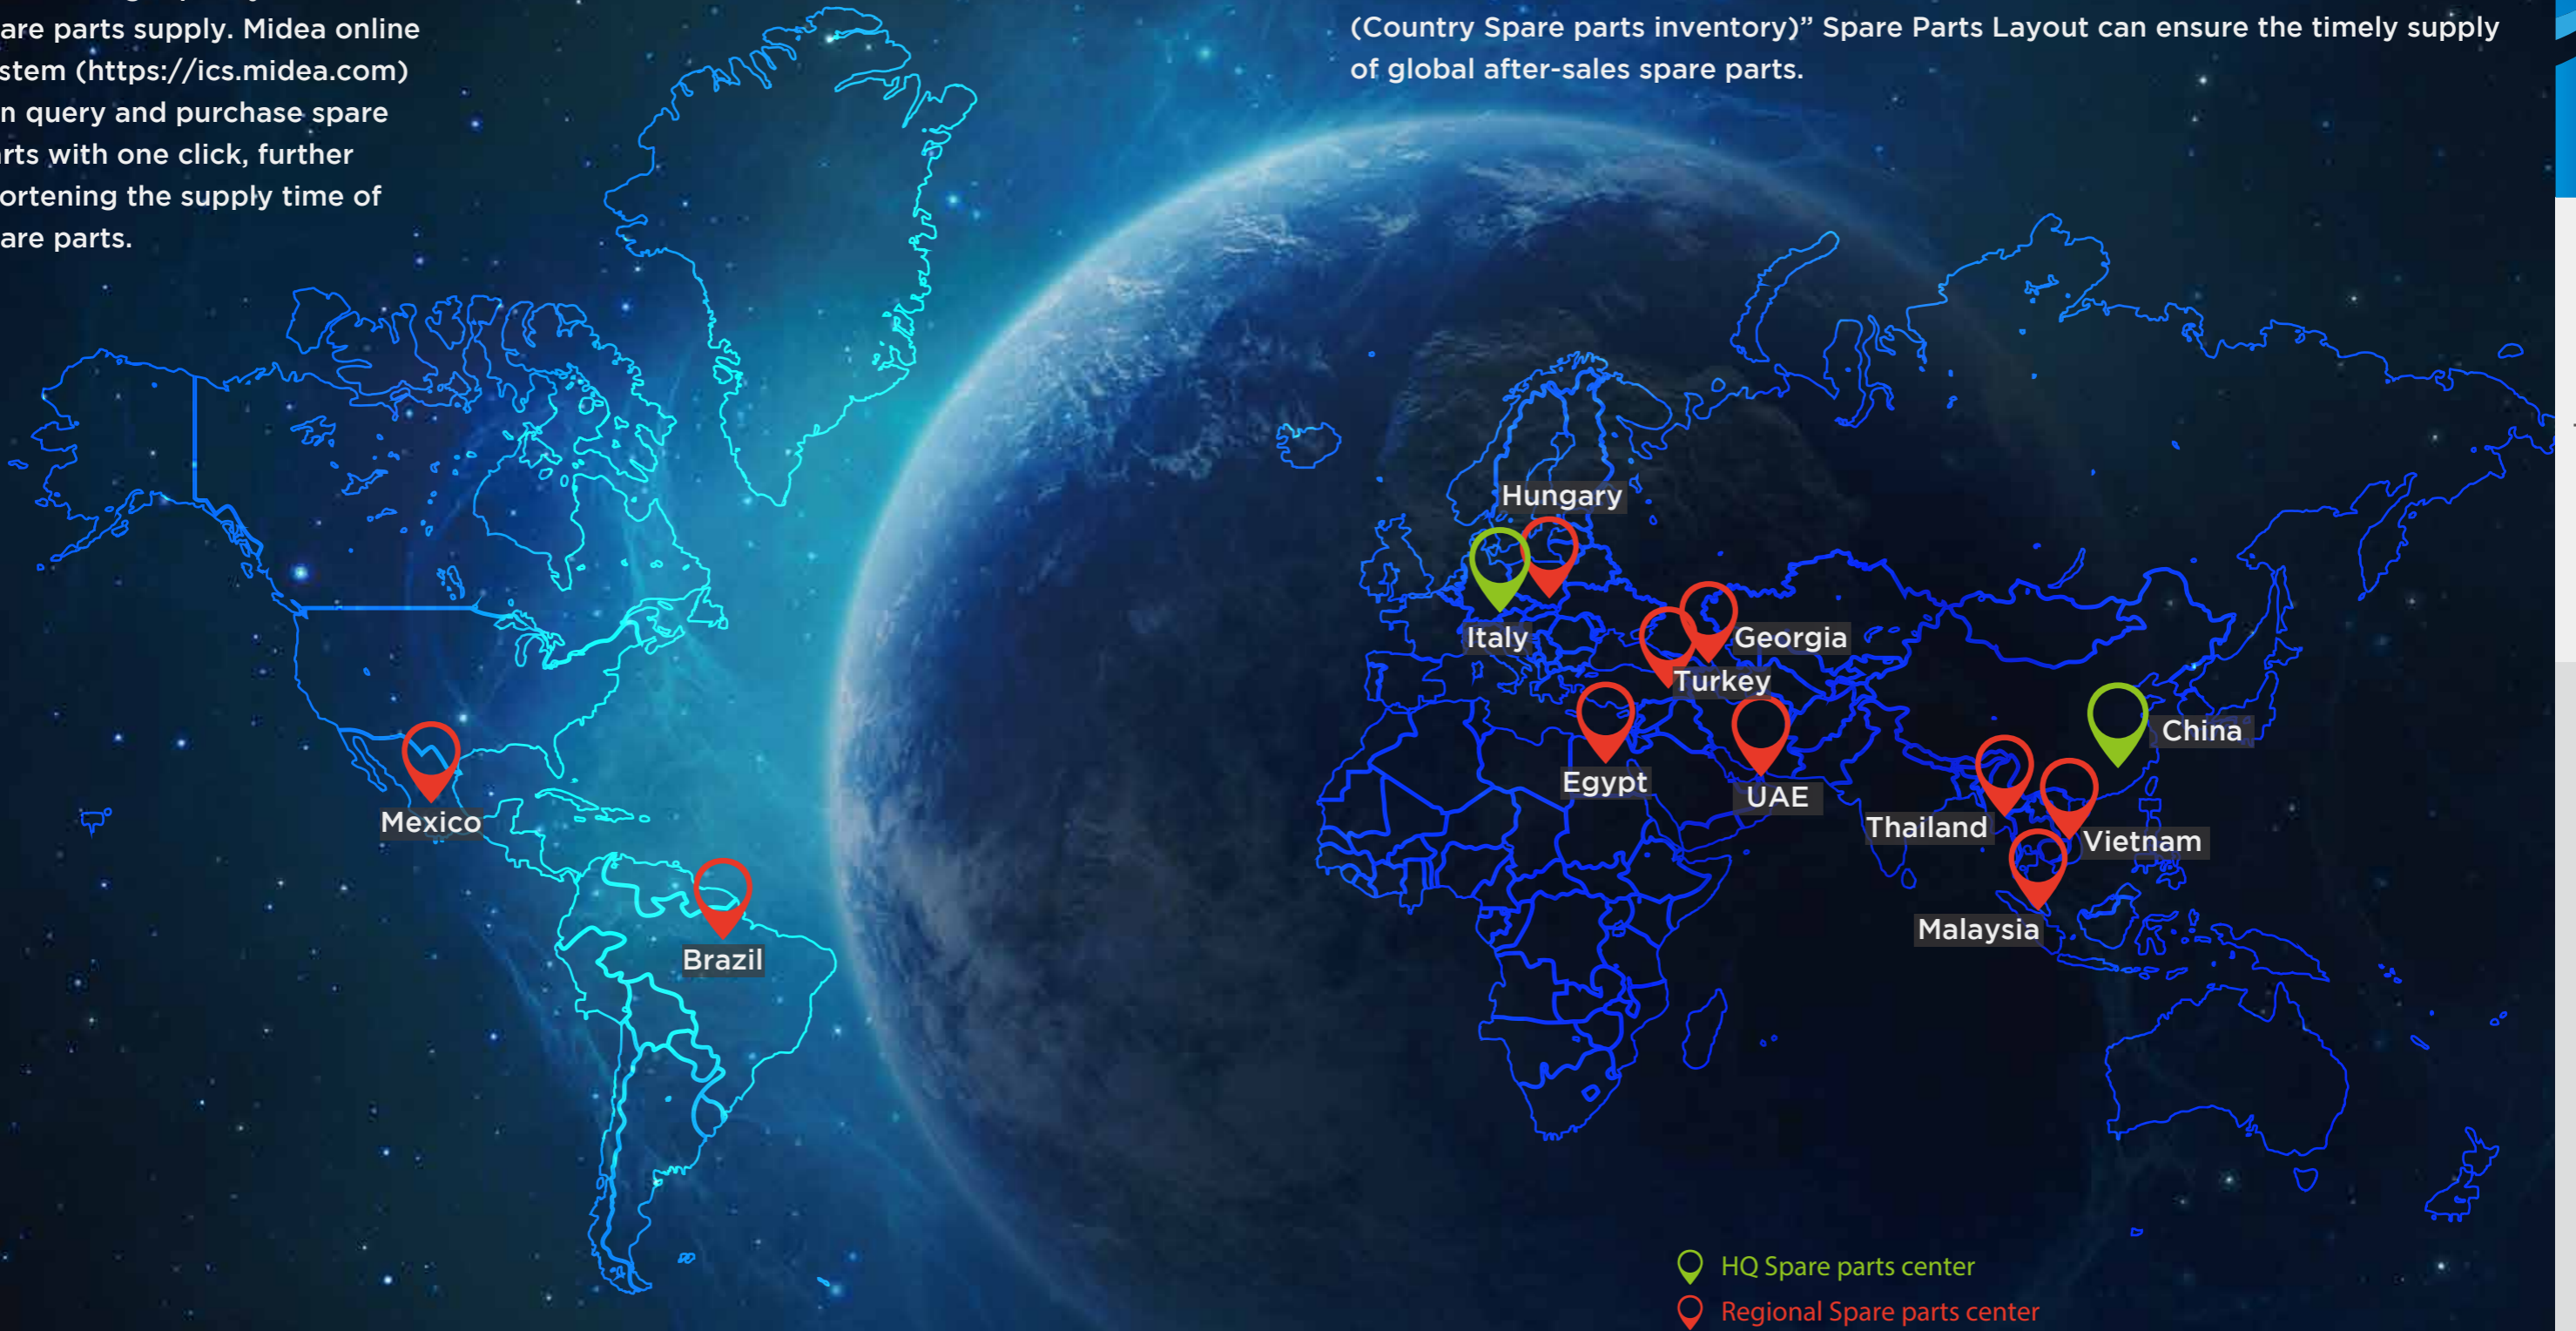 are parts supply. Midea online
stem (https://ics.midea.com)
n query and purchase spare
rts with one click, further
ortening the supply time of
are parts.
(Country Spare parts inventory)” Spare Parts Layout can ensure the timely supply
of global after-sales spare parts.
Hungary
Italy
Georgia
Turkey
China
Egypt
UAE
Mexico
Thailand
Vietnam
Malaysia
Brazil
HQ Spare parts center
Regional Spare parts center